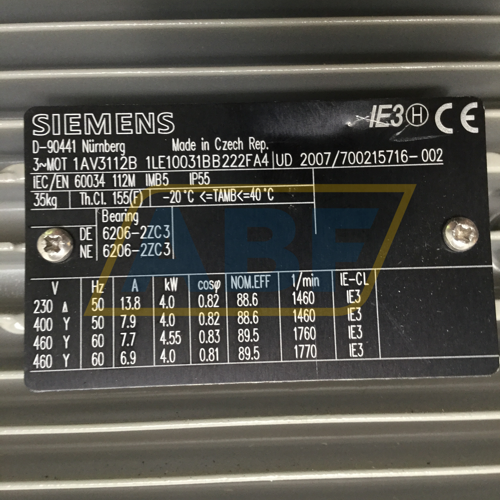 SIEMENS IE3 H CE
D-90441 Nürnberg Made in Czech Rep.
3~MOT 1AV3112B 1LE10031BB222FA4 UD 2007/700215716-002
IEC/EN 60034 112M IMB5 IP55
35kg Th.Cl. 155(F) -20°C <=TAMB<=40°C
Bearing
DE 6206-2ZC3
NE 6206-2ZC3
V Hz A kW cosφ NOM.EFF 1/min IE-CL
230 ∆ 50 13.8 4.0 0.82 88.6 1460 IE3
400 Y 50 7.9 4.0 0.82 88.6 1460 IE3
460 Y 60 7.7 4.55 0.83 89.5 1760 IE3
460 Y 60 6.9 4.0 0.81 89.5 1770 IE3
ABF